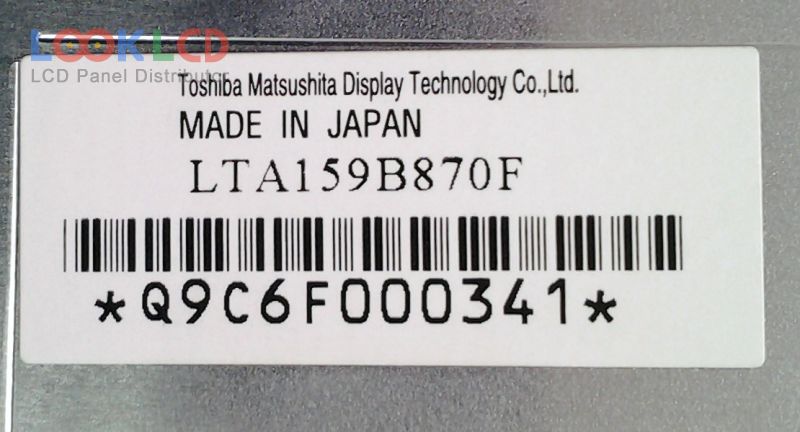 LOOKLCD
LCD Panel Distributor
Toshiba Matsushita Display Technology Co.,Ltd.
MADE IN JAPAN
LTA159B870F
*Q9C6F000341*